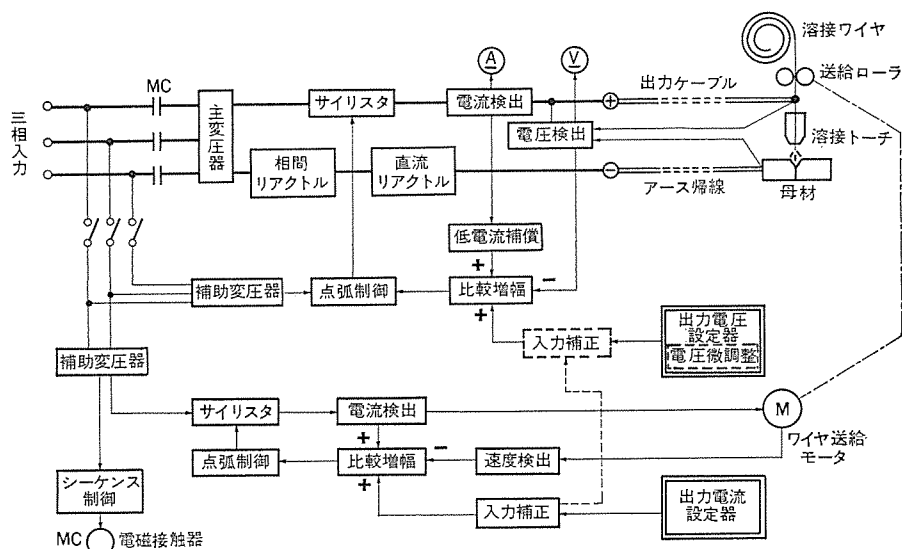 溶接ワイヤ
送給ローラ
A
V
出力ケーブル
MC
三相入力
主変圧器
サイリスタ
電流検出
+
電圧検出
溶接トーチ
相間
リアクトル
直流
リアクトル
−
アース帰線
母材
低電流補償
+
−
補助変圧器
点弧制御
比較増幅
+
出力電圧
設定器
電圧微調整
入力補正
補助変圧器
サイリスタ
電流検出
M
ワイヤ送給
モータ
+
−
点弧制御
比較増幅
速度検出
+
シーケンス
制御
入力補正
出力電流
設定器
MC
電磁接触器